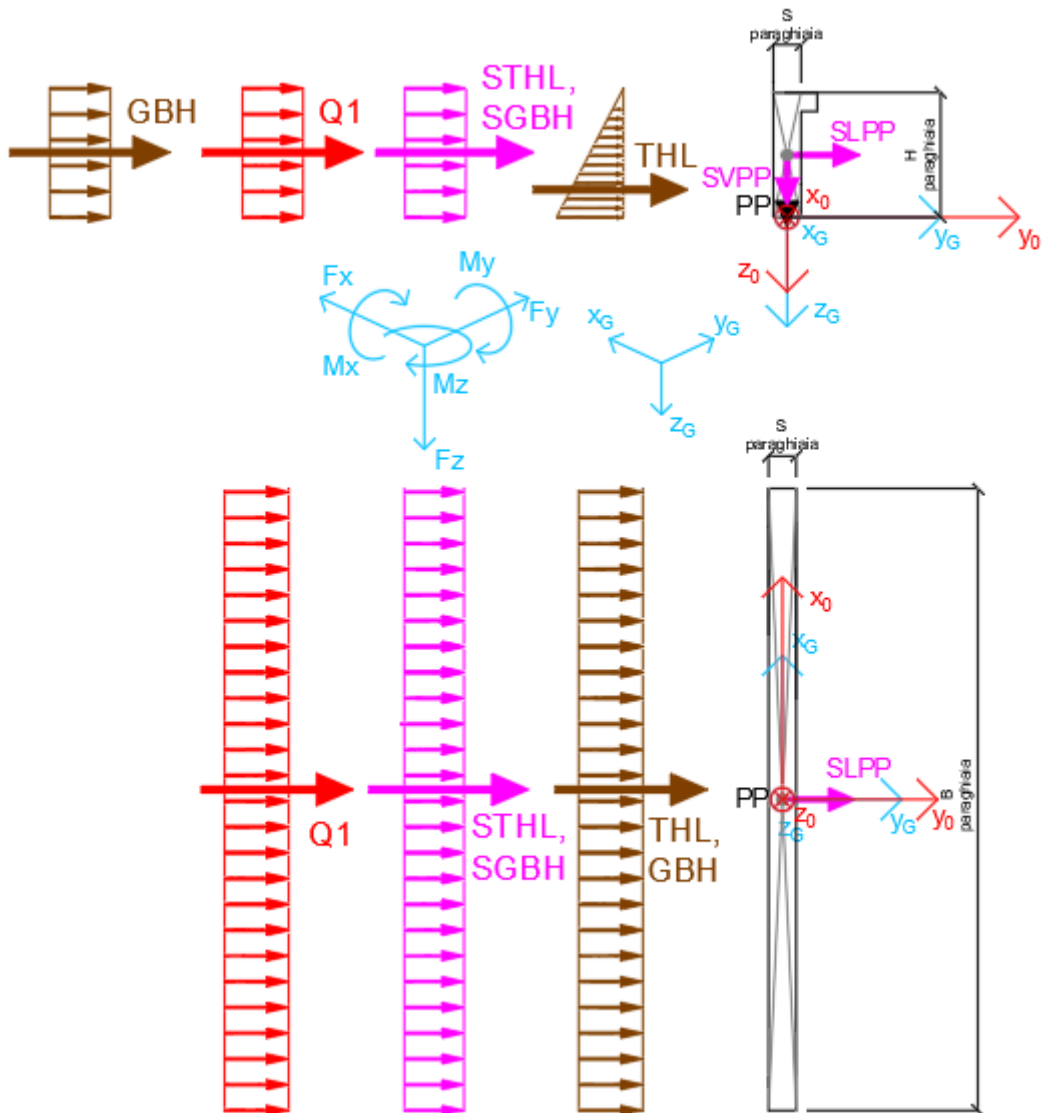 S
paraghiaia
GBH
Q1
STHL,
SGBH
THL
SLPP
H
paraghiaia
SVPP
PP
x0
xG
yG
y0
z0
zG
Fx
My
Fy
Mx
Mz
Fz
xG
yG
zG
S
paraghiaia
x0
xG
SLPP
PP
z0
zG
yG
y0
B
paraghiaia
Q1
STHL,
SGBH
THL,
GBH